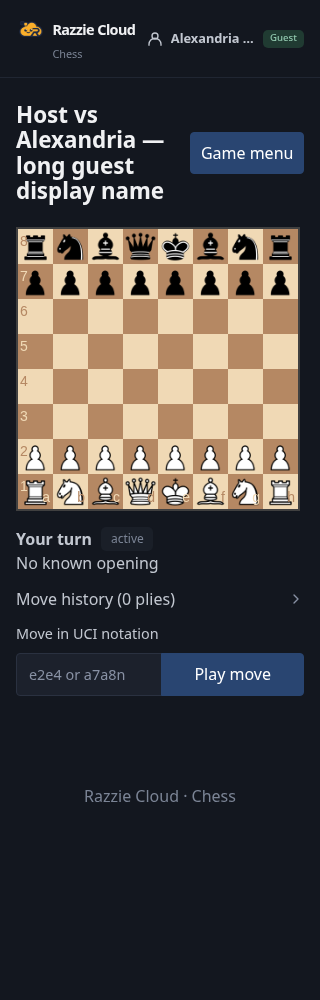 Razzie Cloud
Chess
Alexandria ...
Guest
Host vs
Alexandria —
long guest
display name
Game menu
8
7
6
5
4
3
2
1
a b c d e f g h
Your turn active
No known opening
Move history (0 plies)
Move in UCI notation
e2e4 or a7a8n
Play move
Razzie Cloud · Chess